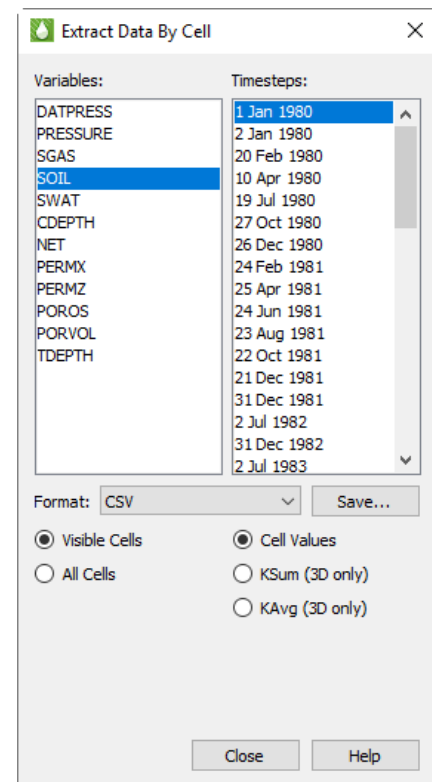 Extract Data By Cell
Variables:
DATPRESS
PRESSURE
SGAS
SOIL
SWAT
CDEPTH
NET
PERMX
PERMZ
POROS
PORVOL
TDEPTH
Timesteps:
1 Jan 1980
2 Jan 1980
20 Feb 1980
10 Apr 1980
19 Jul 1980
27 Oct 1980
26 Dec 1980
24 Feb 1981
25 Apr 1981
24 Jun 1981
23 Aug 1981
22 Oct 1981
21 Dec 1981
31 Dec 1981
2 Jul 1982
31 Dec 1982
2 Jul 1983
Format: CSV Save...
Visible Cells
All Cells
Cell Values
KSum (3D only)
KAvg (3D only)
Close Help